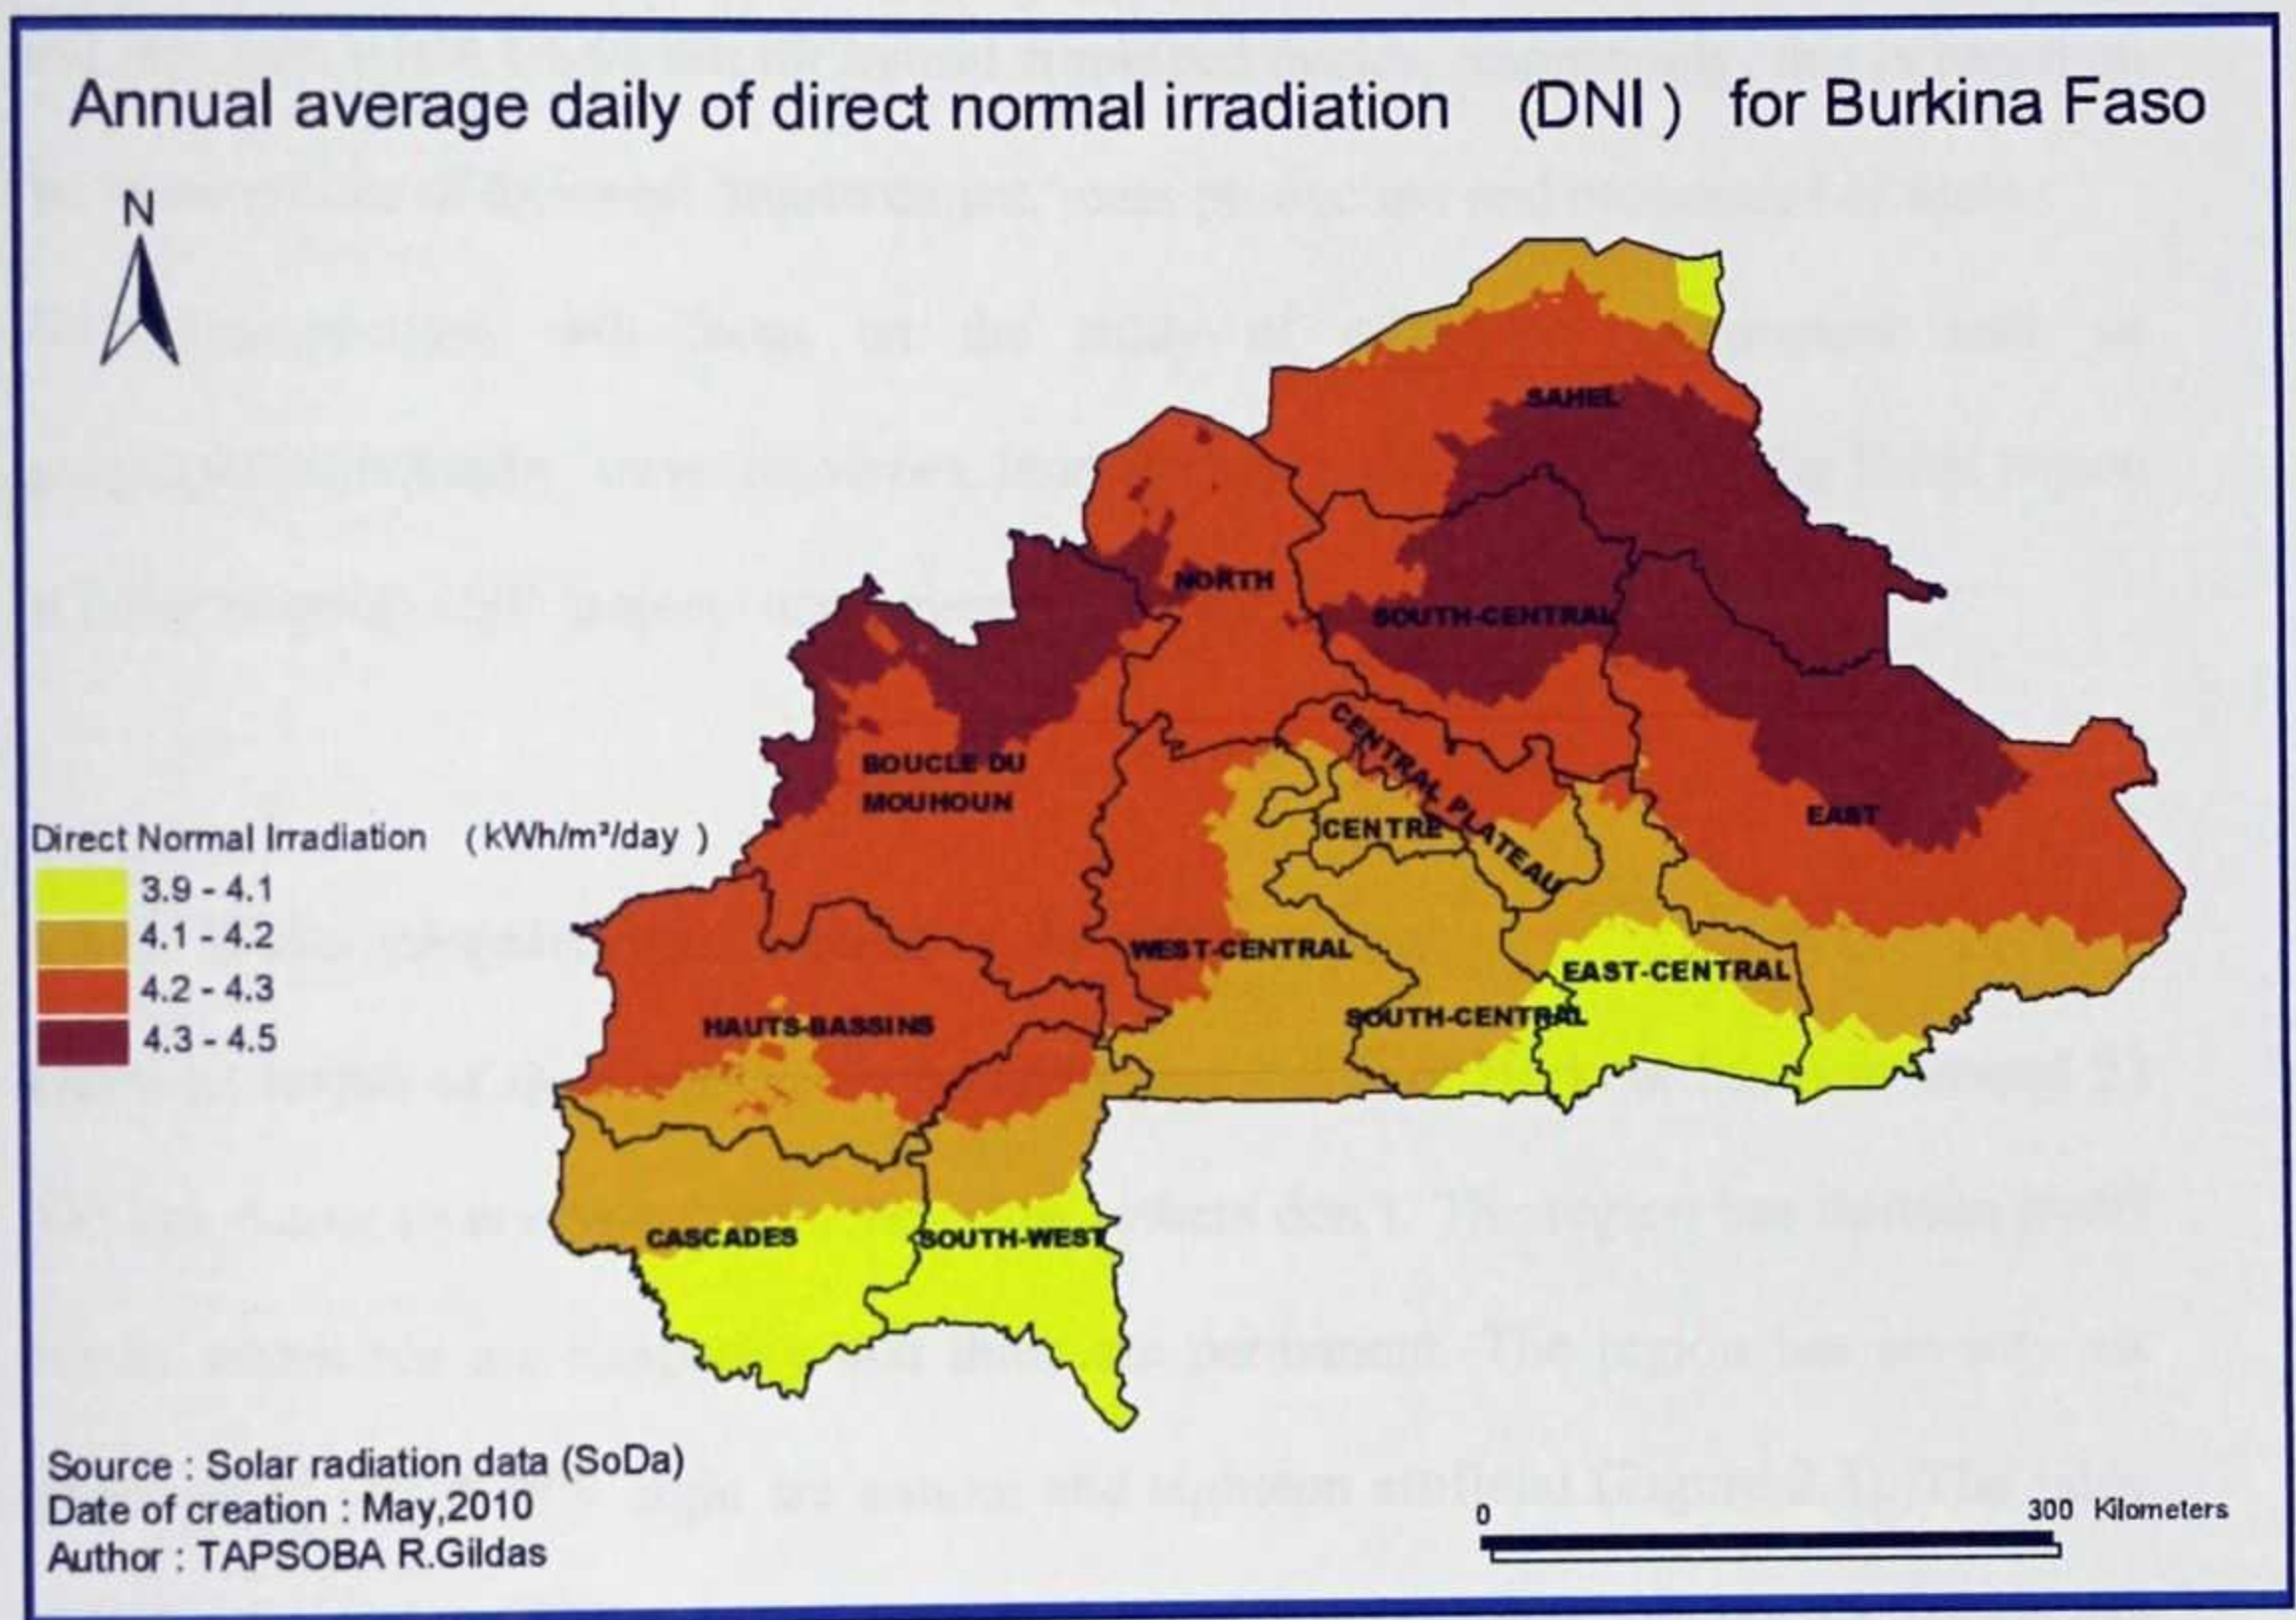 Annual average daily of direct normal irradiation (DNI) for Burkina Faso
N
SAHEL
NORTH
SOUTH-CENTRAL
CENTRAL PLATEAU
BOUCLE DU
MOUHOUN
EAST
CENTRE
WEST-CENTRAL
EAST-CENTRAL
SOUTH-CENTRAL
HAUTS-BASSINS
CASCADES
SOUTH-WEST
Direct Normal Irradiation (kWh/m²/day )
3.9 - 4.1
4.1 - 4.2
4.2 - 4.3
4.3 - 4.5
Source : Solar radiation data (SoDa)
Date of creation : May,2010
Author : TAPSOBA R.Gildas
0 300 Kilometers